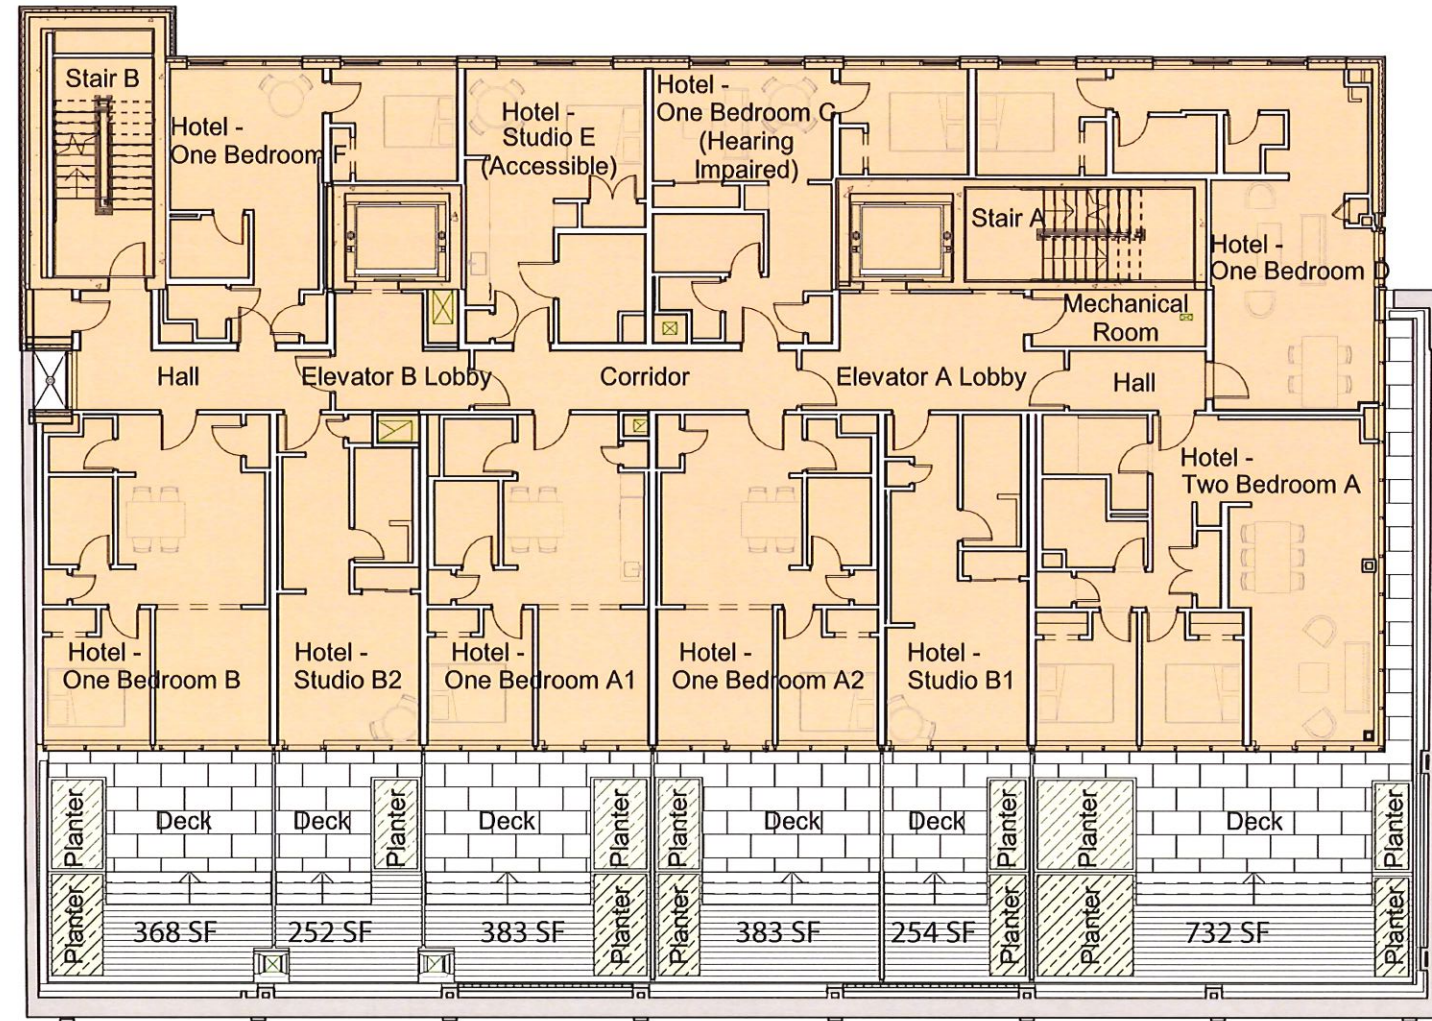 Stair B
Hotel -
One Bedroom F
Hotel -
Studio E
(Accessible)
Hotel -
One Bedroom C
(Hearing
Impaired)
Stair A
Hotel -
One Bedroom D
Mechanical
Room
Hall
Elevator B Lobby
Corridor
Elevator A Lobby
Hall
Hotel -
Two Bedroom A
Hotel -
One Bedroom B
Hotel -
Studio B2
Hotel -
One Bedroom A1
Hotel -
One Bedroom A2
Hotel -
Studio B1
Planter
Deck
Deck
Planter
Deck
Planter
Planter
Deck
Deck
Planter
Planter
Deck
Planter
Planter
368 SF
252 SF
383 SF
Planter
Planter
383 SF
254 SF
Planter
Planter
732 SF
Planter